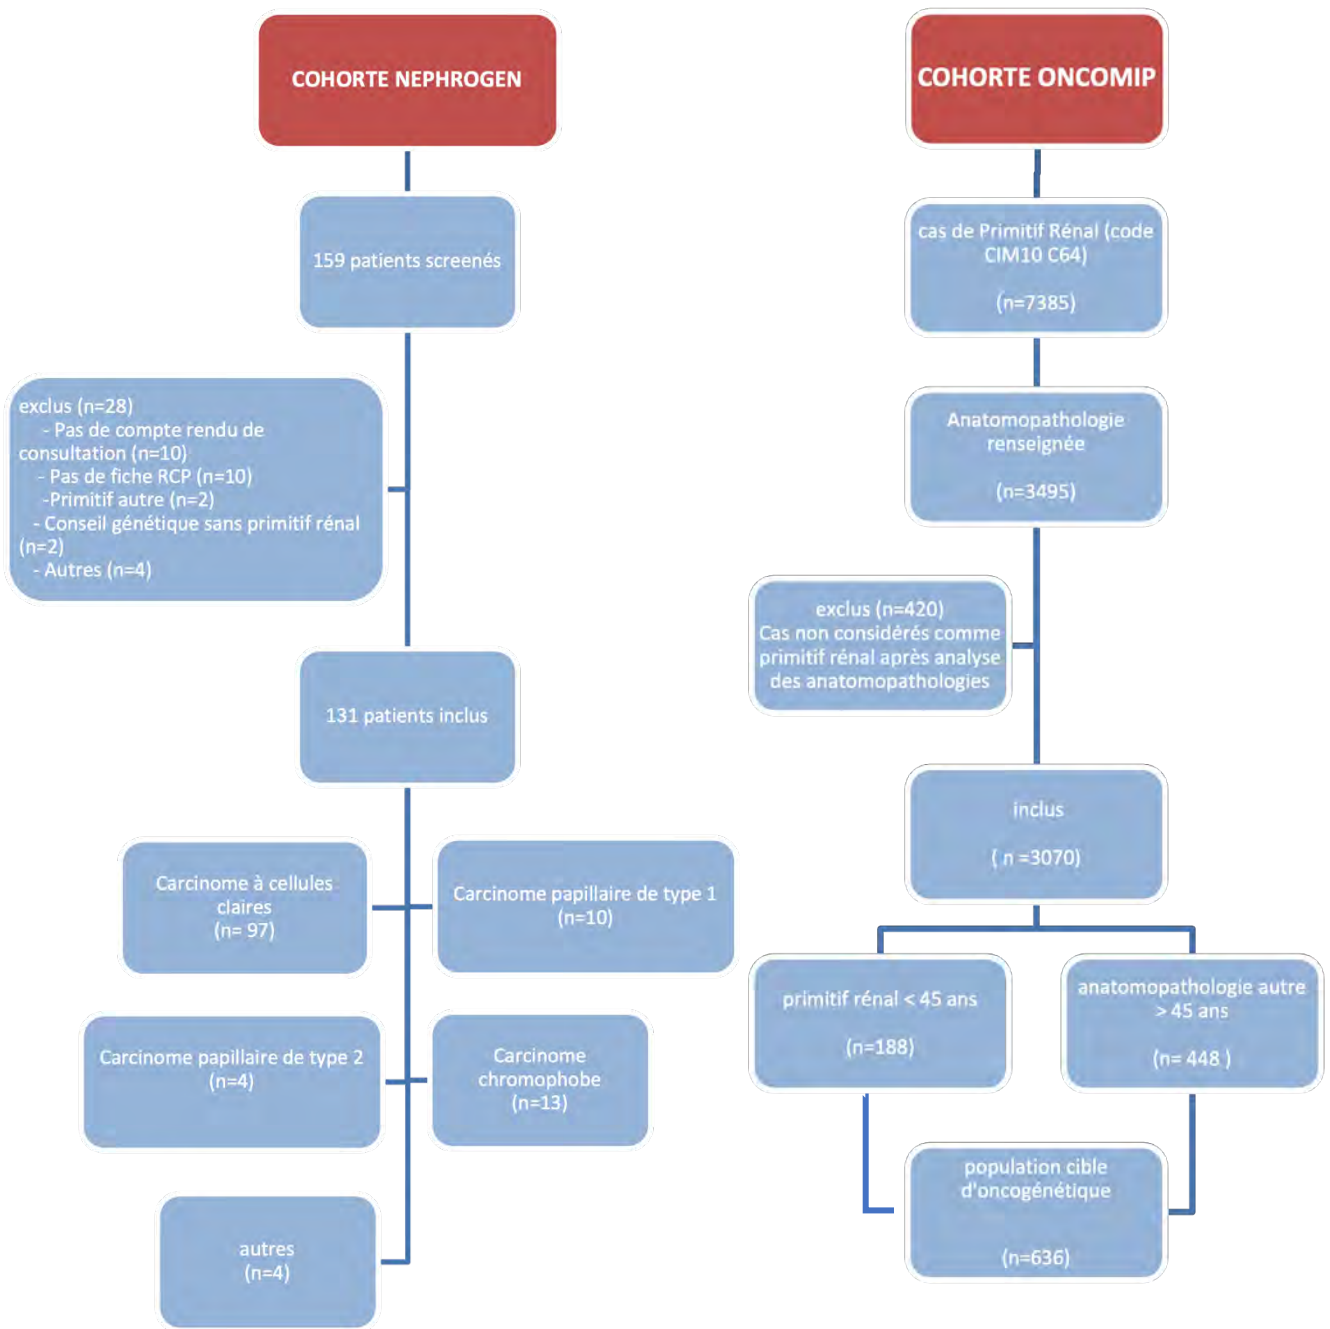 COHORTE NEPHROGEN
159 patients screenés
exclus (n=28)
- Pas de compte rendu de
consultation (n=10)
- Pas de fiche RCP (n=10)
-Primitif autre (n=2)
- Conseil génétique sans primitif rénal
(n=2)
- Autres (n=4)
131 patients inclus
Carcinome à cellules
claires
(n= 97)
Carcinome papillaire de type 1
(n=10)
Carcinome papillaire de type 2
(n=4)
Carcinome
chromophobe
(n=13)
autres
(n=4)
COHORTE ONCOMIP
cas de Primitif Rénal (code
CIM10 C64)
(n=7385)
Anatomopathologie
renseignée
(n=3495)
exclus (n=420)
Cas non considérés comme
primitif rénal après analyse
des anatomopathologies
inclus
( n =3070)
primitif rénal < 45 ans
(n=188)
anatomopathologie autre
> 45 ans
(n= 448 )
population cible
d'oncogénétique
(n=636)